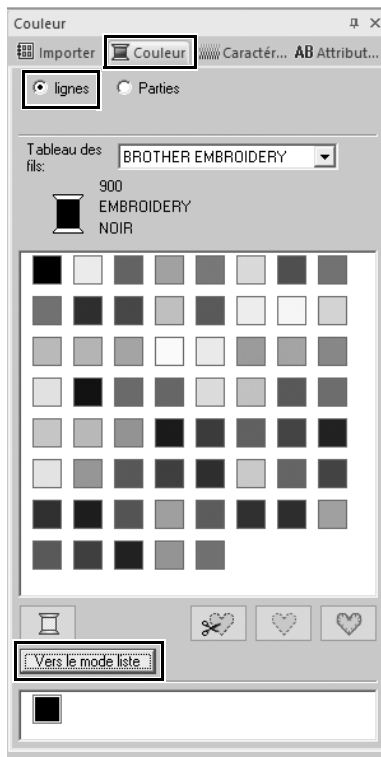 Couleur
Importer Couleur Caractér... AB Attribut...
lignes Parties
Tableau des fils: BROTHER EMBROIDERY
900
EMBROIDERY
NOIR
Vers le mode liste